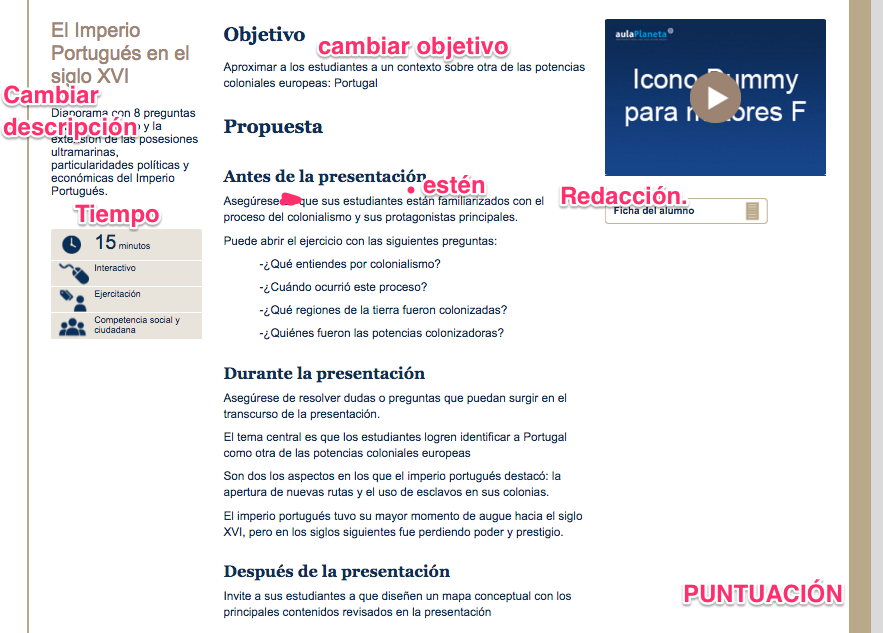 El Imperio
Portugués en el
siglo XVI
Cambiar
descripción
Diaporama con 8 preguntas
y la
extensión de las posesiones
ultramarinas,
particularidades políticas y
económicas del Imperio
Portugués.
Tiempo
15 minutos
Interactivo
Ejercitación
Competencia social y
ciudadana
Objetivo
cambiar objetivo
Aproximar a los estudiantes a un contexto sobre otra de las potencias
coloniales europeas: Portugal
Propuesta
Antes de la presentación
• estén
Asegúrese que sus estudiantes están familiarizados con el
proceso del colonialismo y sus protagonistas principales.
Puede abrir el ejercicio con las siguientes preguntas:
-¿Qué entiendes por colonialismo?
-¿Cuándo ocurrió este proceso?
-¿Qué regiones de la tierra fueron colonizadas?
-¿Quiénes fueron las potencias colonizadoras?
Durante la presentación
Asegúrese de resolver dudas o preguntas que puedan surgir en el
transcurso de la presentación.
El tema central es que los estudiantes logren identificar a Portugal
como otra de las potencias coloniales europeas
Son dos los aspectos en los que el imperio portugués destacó: la
apertura de nuevas rutas y el uso de esclavos en sus colonias.
El imperio portugués tuvo su mayor momento de augue hacia el siglo
XVI, pero en los siglos siguientes fue perdiendo poder y prestigio.
Después de la presentación
Invite a sus estudiantes a que diseñen un mapa conceptual con los
principales contenidos revisados en la presentación
aulaPlaneta
Icono Dummy
para motores F
Redacción.
Ficha del alumno
PUNTUACIÓN